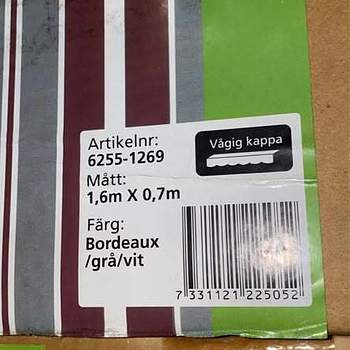 Artikelnr:
6255-1269
Vågig kappa
Mått:
1,6m X 0,7m
Färg:
Bordeaux
/grå/vit
7 331121 225052